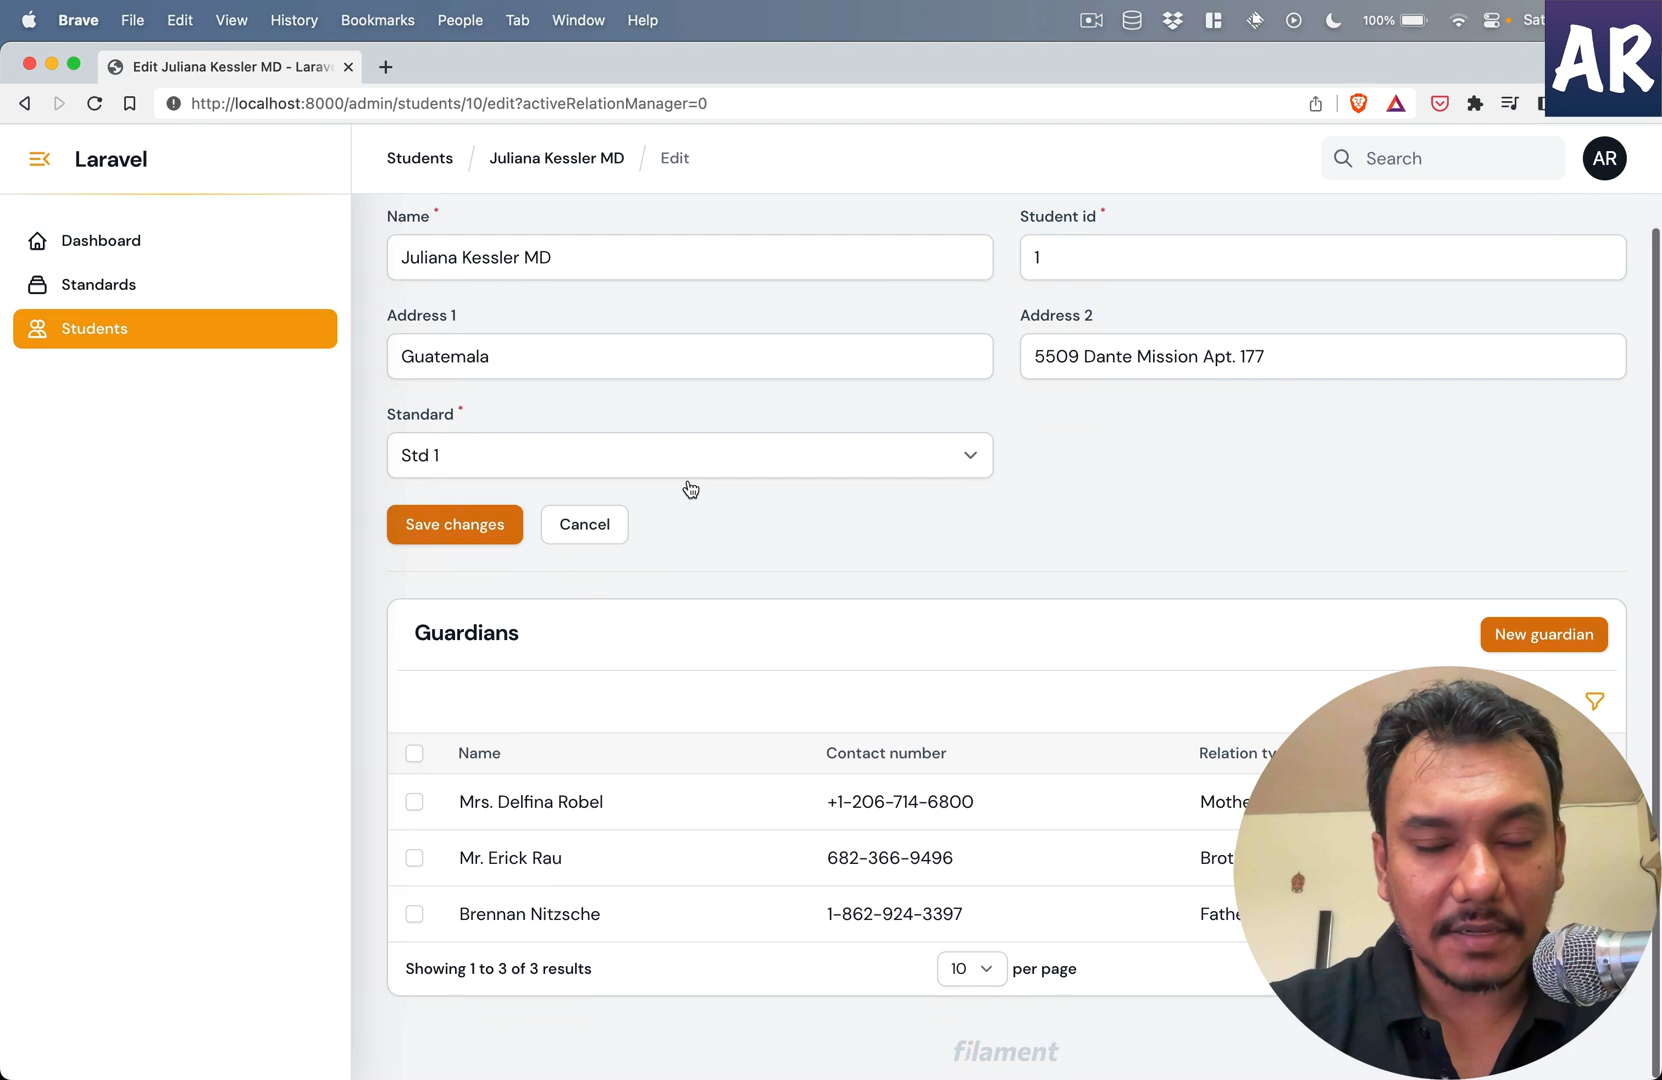 Brave File Edit View History Bookmarks People Tab Window Help 100% Sat
AR
Edit Juliana Kessler MD - Larav
http://localhost:8000/admin/students/10/edit?activeRelationManager=0
Laravel
Students / Juliana Kessler MD / Edit
Search
AR
Dashboard
Standards
Students
Name *
Student id *
Juliana Kessler MD
1
Address 1
Address 2
Guatemala
5509 Dante Mission Apt. 177
Standard *
Std 1
Save changes
Cancel
Guardians
New guardian
Name Contact number Relation ty
Mrs. Delfina Robel +1-206-714-6800 Mothe
Mr. Erick Rau 682-366-9496 Brot
Brennan Nitzsche 1-862-924-3397 Fathe
Showing 1 to 3 of 3 results
10 per page
filament